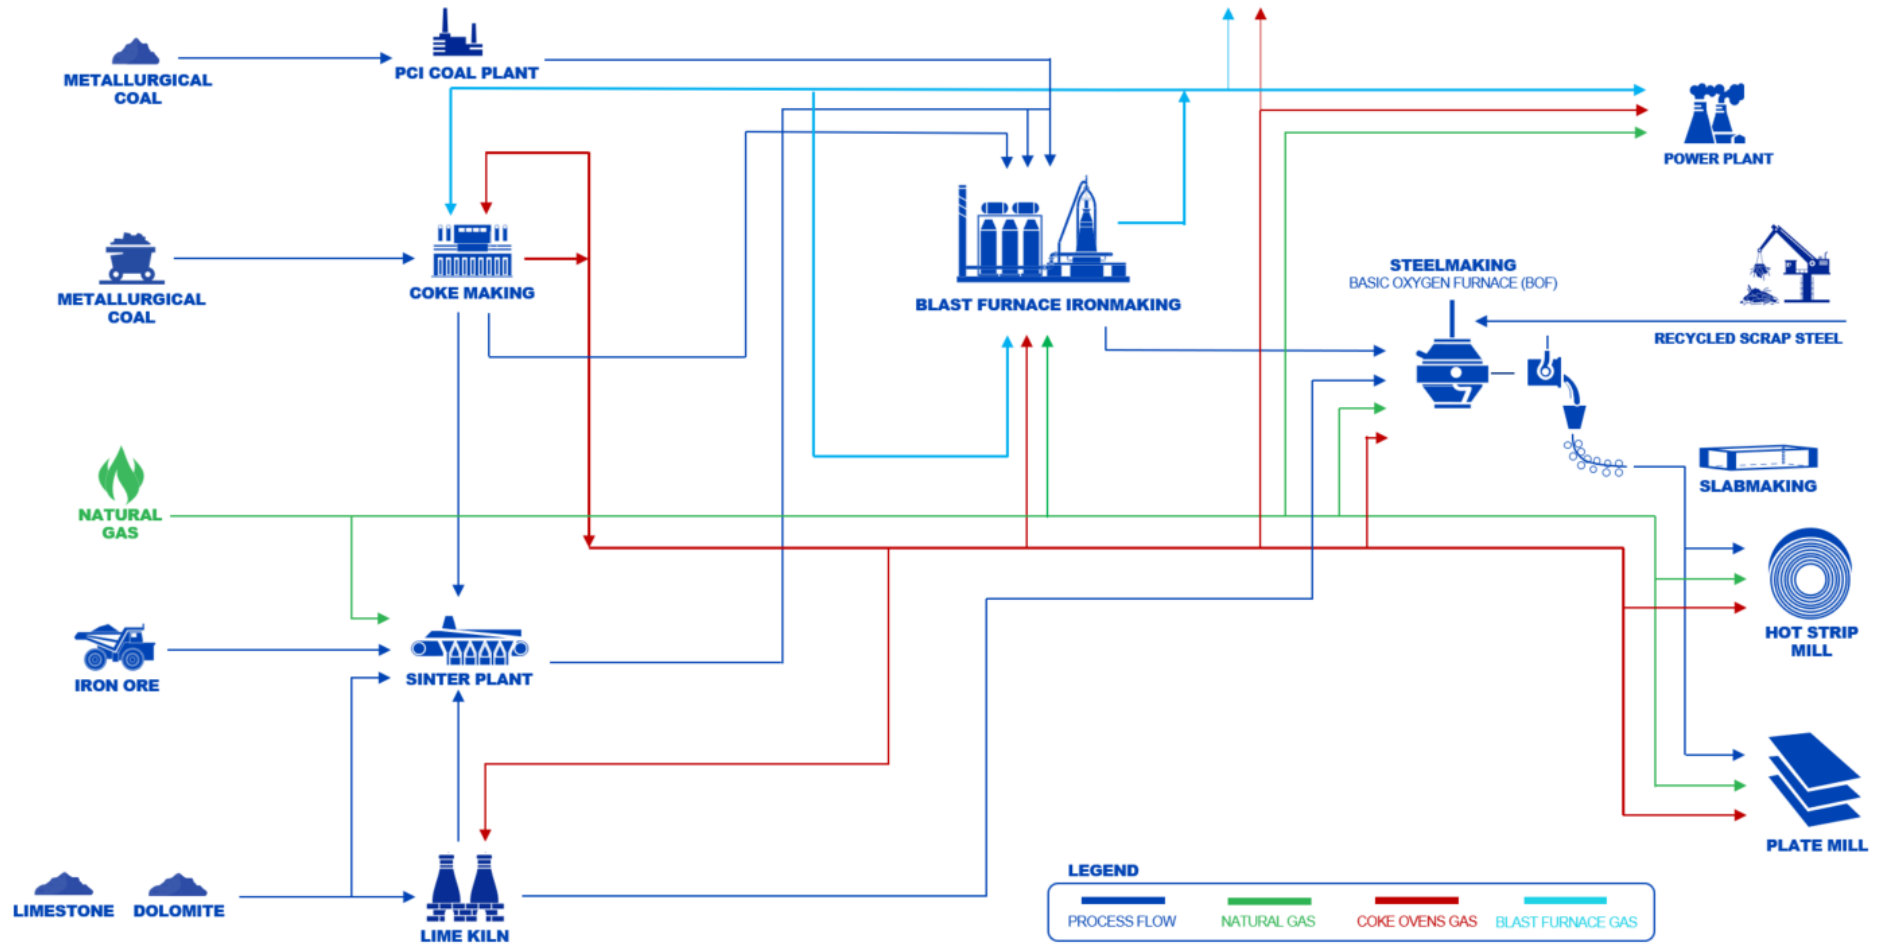 METALLURGICAL
COAL
PCI COAL PLANT
POWER PLANT
METALLURGICAL
COAL
COKE MAKING
BLAST FURNACE IRONMAKING
STEELMAKING
BASIC OXYGEN FURNACE (BOF)
RECYCLED SCRAP STEEL
NATURAL
GAS
SLABMAKING
HOT STRIP
MILL
IRON ORE
SINTER PLANT
PLATE MILL
LIMESTONE
DOLOMITE
LIME KILN
LEGEND
PROCESS FLOW
NATURAL GAS
COKE OVENS GAS
BLAST FURNACE GAS